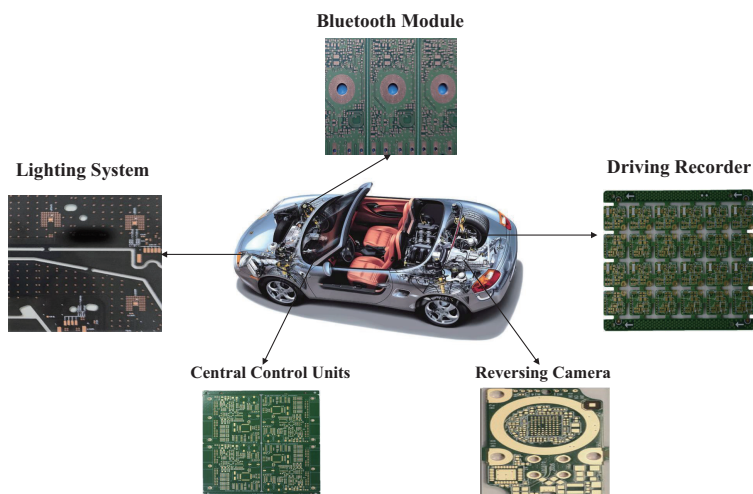 Bluetooth Module
Lighting System
Driving Recorder
Central Control Units
Reversing Camera